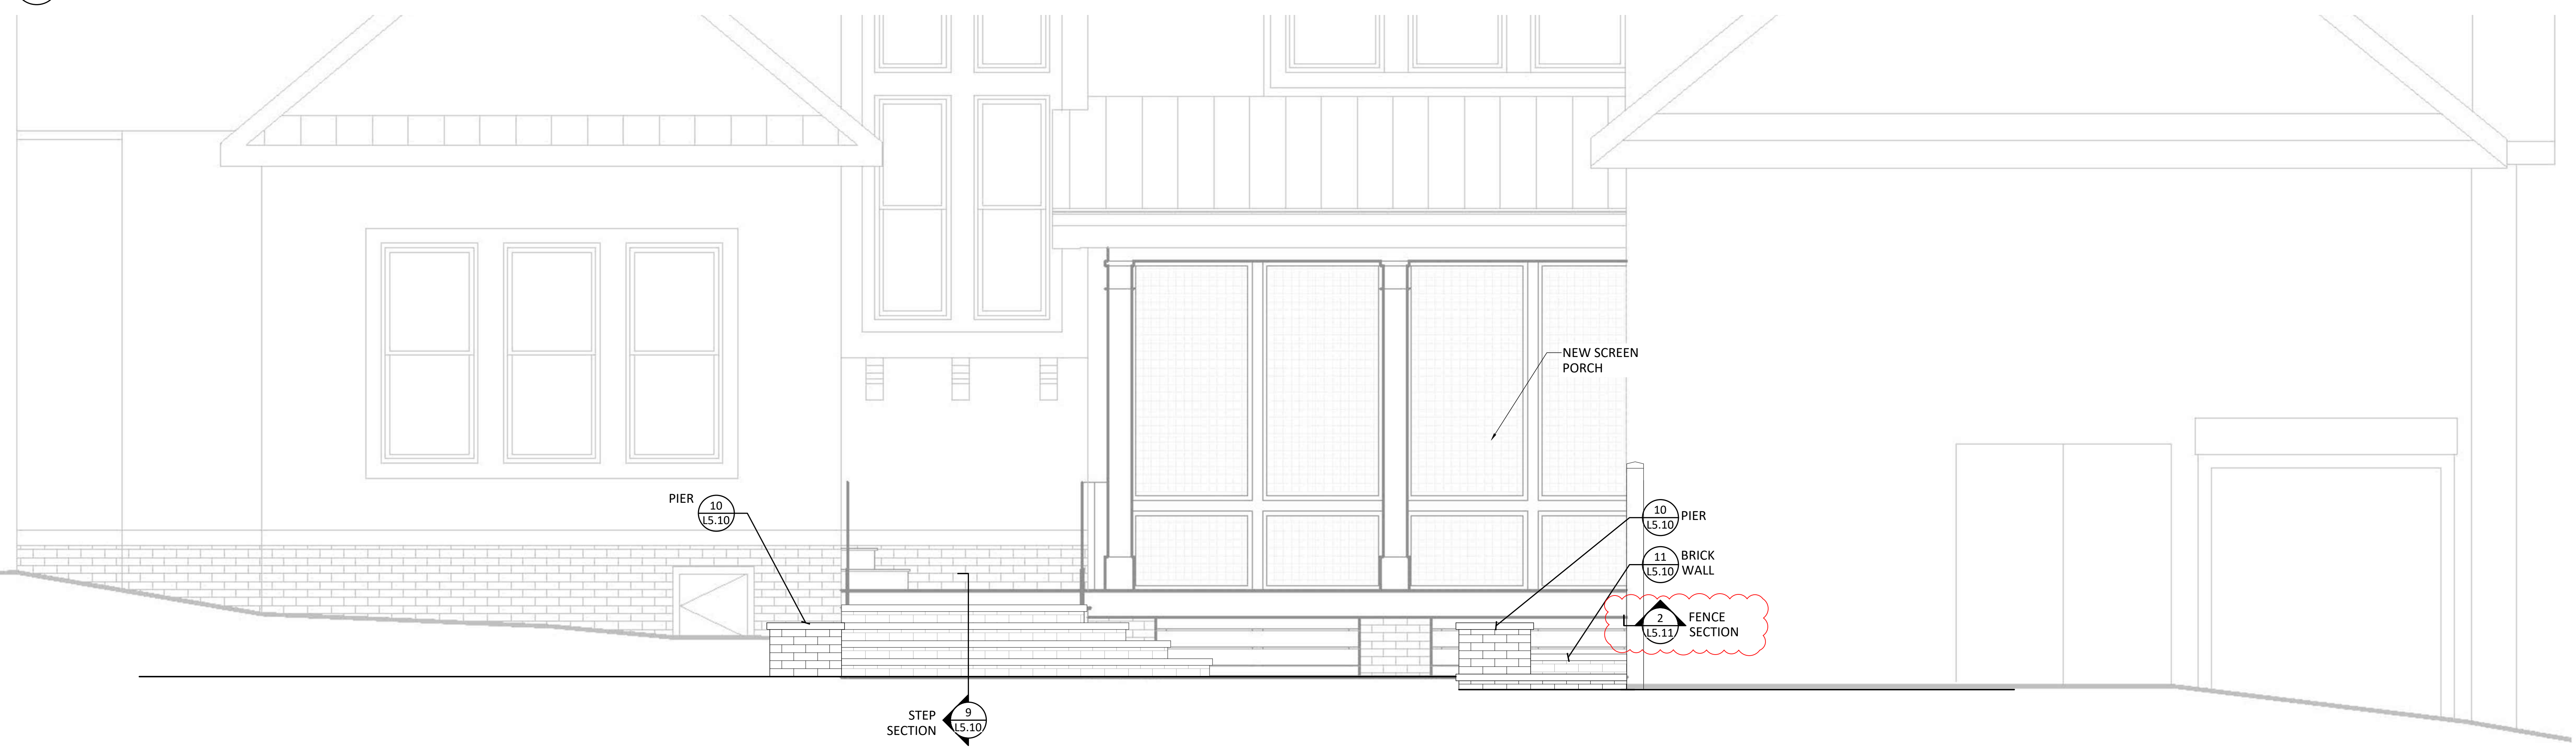 NEW SCREEN
PORCH
PIER
10
L5.10
10
L5.10
PIER
11
L5.10
BRICK
WALL
2
L5.11
FENCE
SECTION
STEP
SECTION
9
L5.10